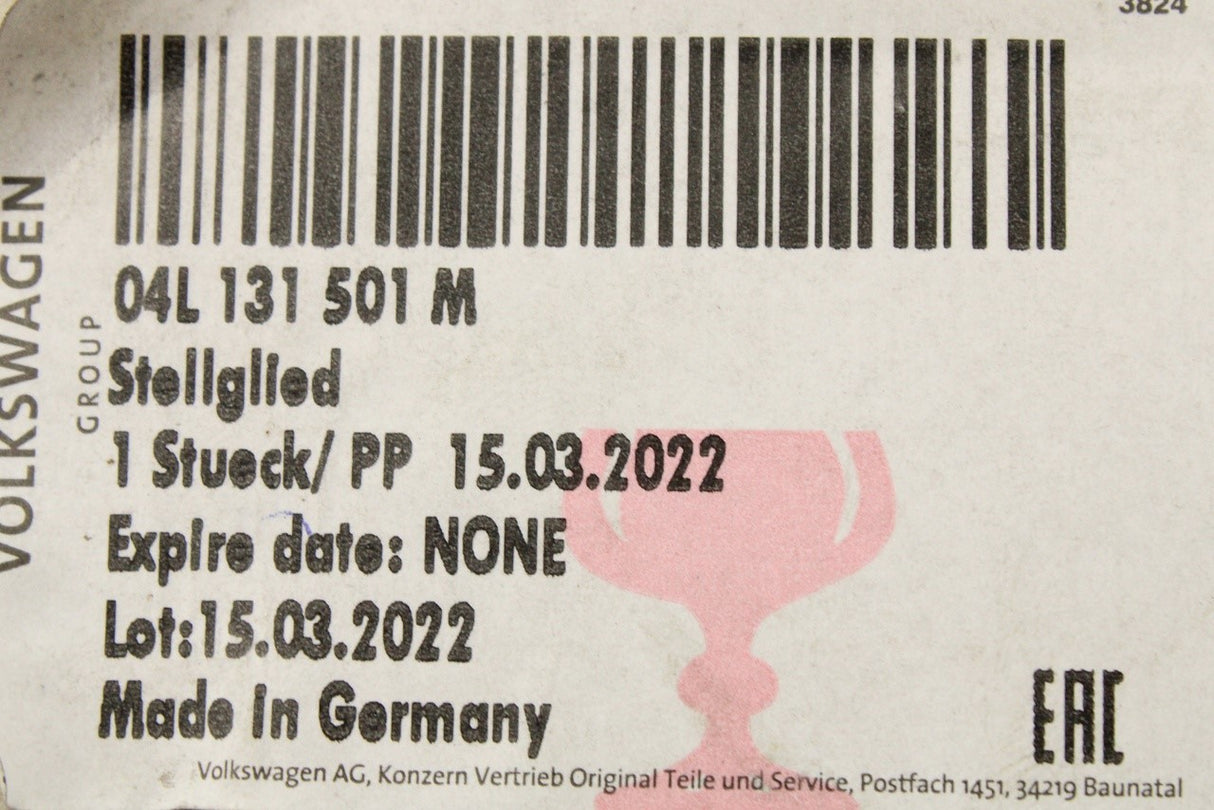 3824
VOLKSWAGEN
GROUP
04L 131 501 M
Stellglied
1 Stueck/ PP 15.03.2022
Expire date: NONE
Lot:15.03.2022
Made in Germany
EAC
Volkswagen AG, Konzern Vertrieb Original Teile und Service, Postfach 1451, 34219 Baunatal